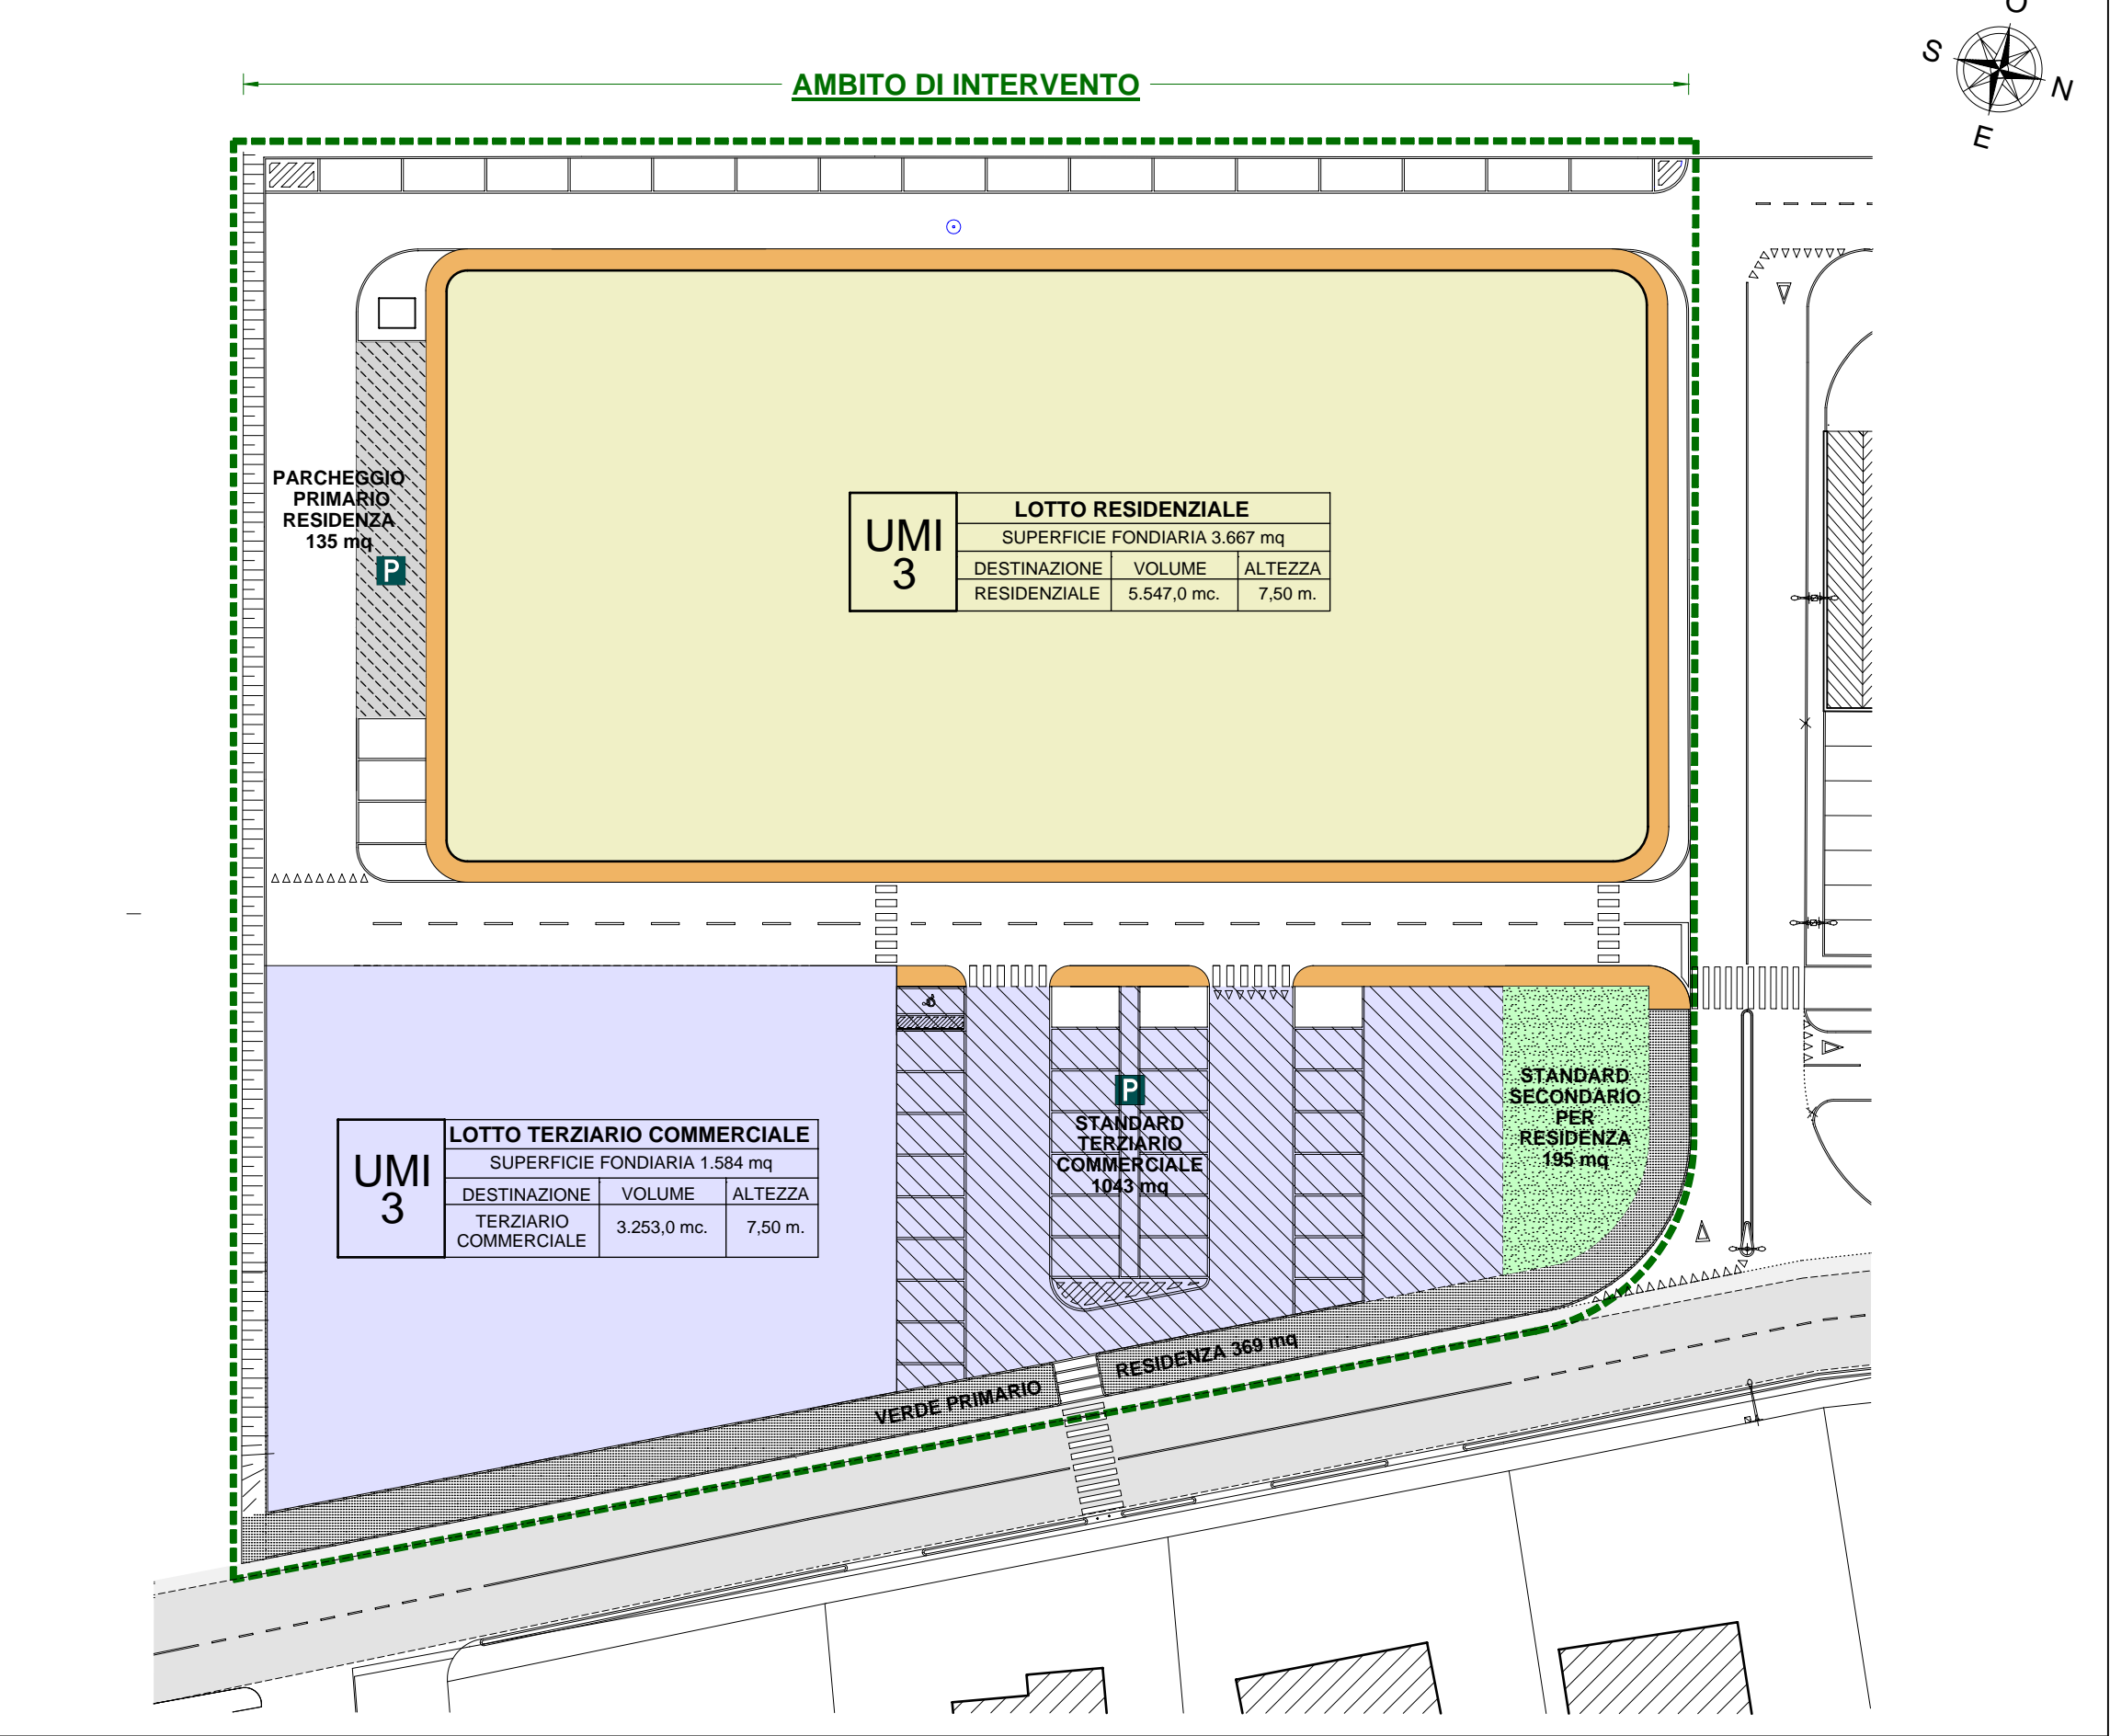 O
S
N
E
AMBITO DI INTERVENTO
PARCHEGGIO
PRIMARIO
RESIDENZA
135 mq
P
UMI
3
LOTTO RESIDENZIALE
SUPERFICIE FONDIARIA 3.667 mq
DESTINAZIONE VOLUME ALTEZZA
RESIDENZIALE 5.547,0 mc. 7,50 m.
UMI
3
LOTTO TERZIARIO COMMERCIALE
SUPERFICIE FONDIARIA 1.584 mq
DESTINAZIONE VOLUME ALTEZZA
TERZIARIO
COMMERCIALE 3.253,0 mc. 7,50 m.
P
STANDARD
TERZIARIO
COMMERCIALE
1043 mq
STANDARD
SECONDARIO
PER
RESIDENZA
195 mq
VERDE PRIMARIO RESIDENZA 369 mq